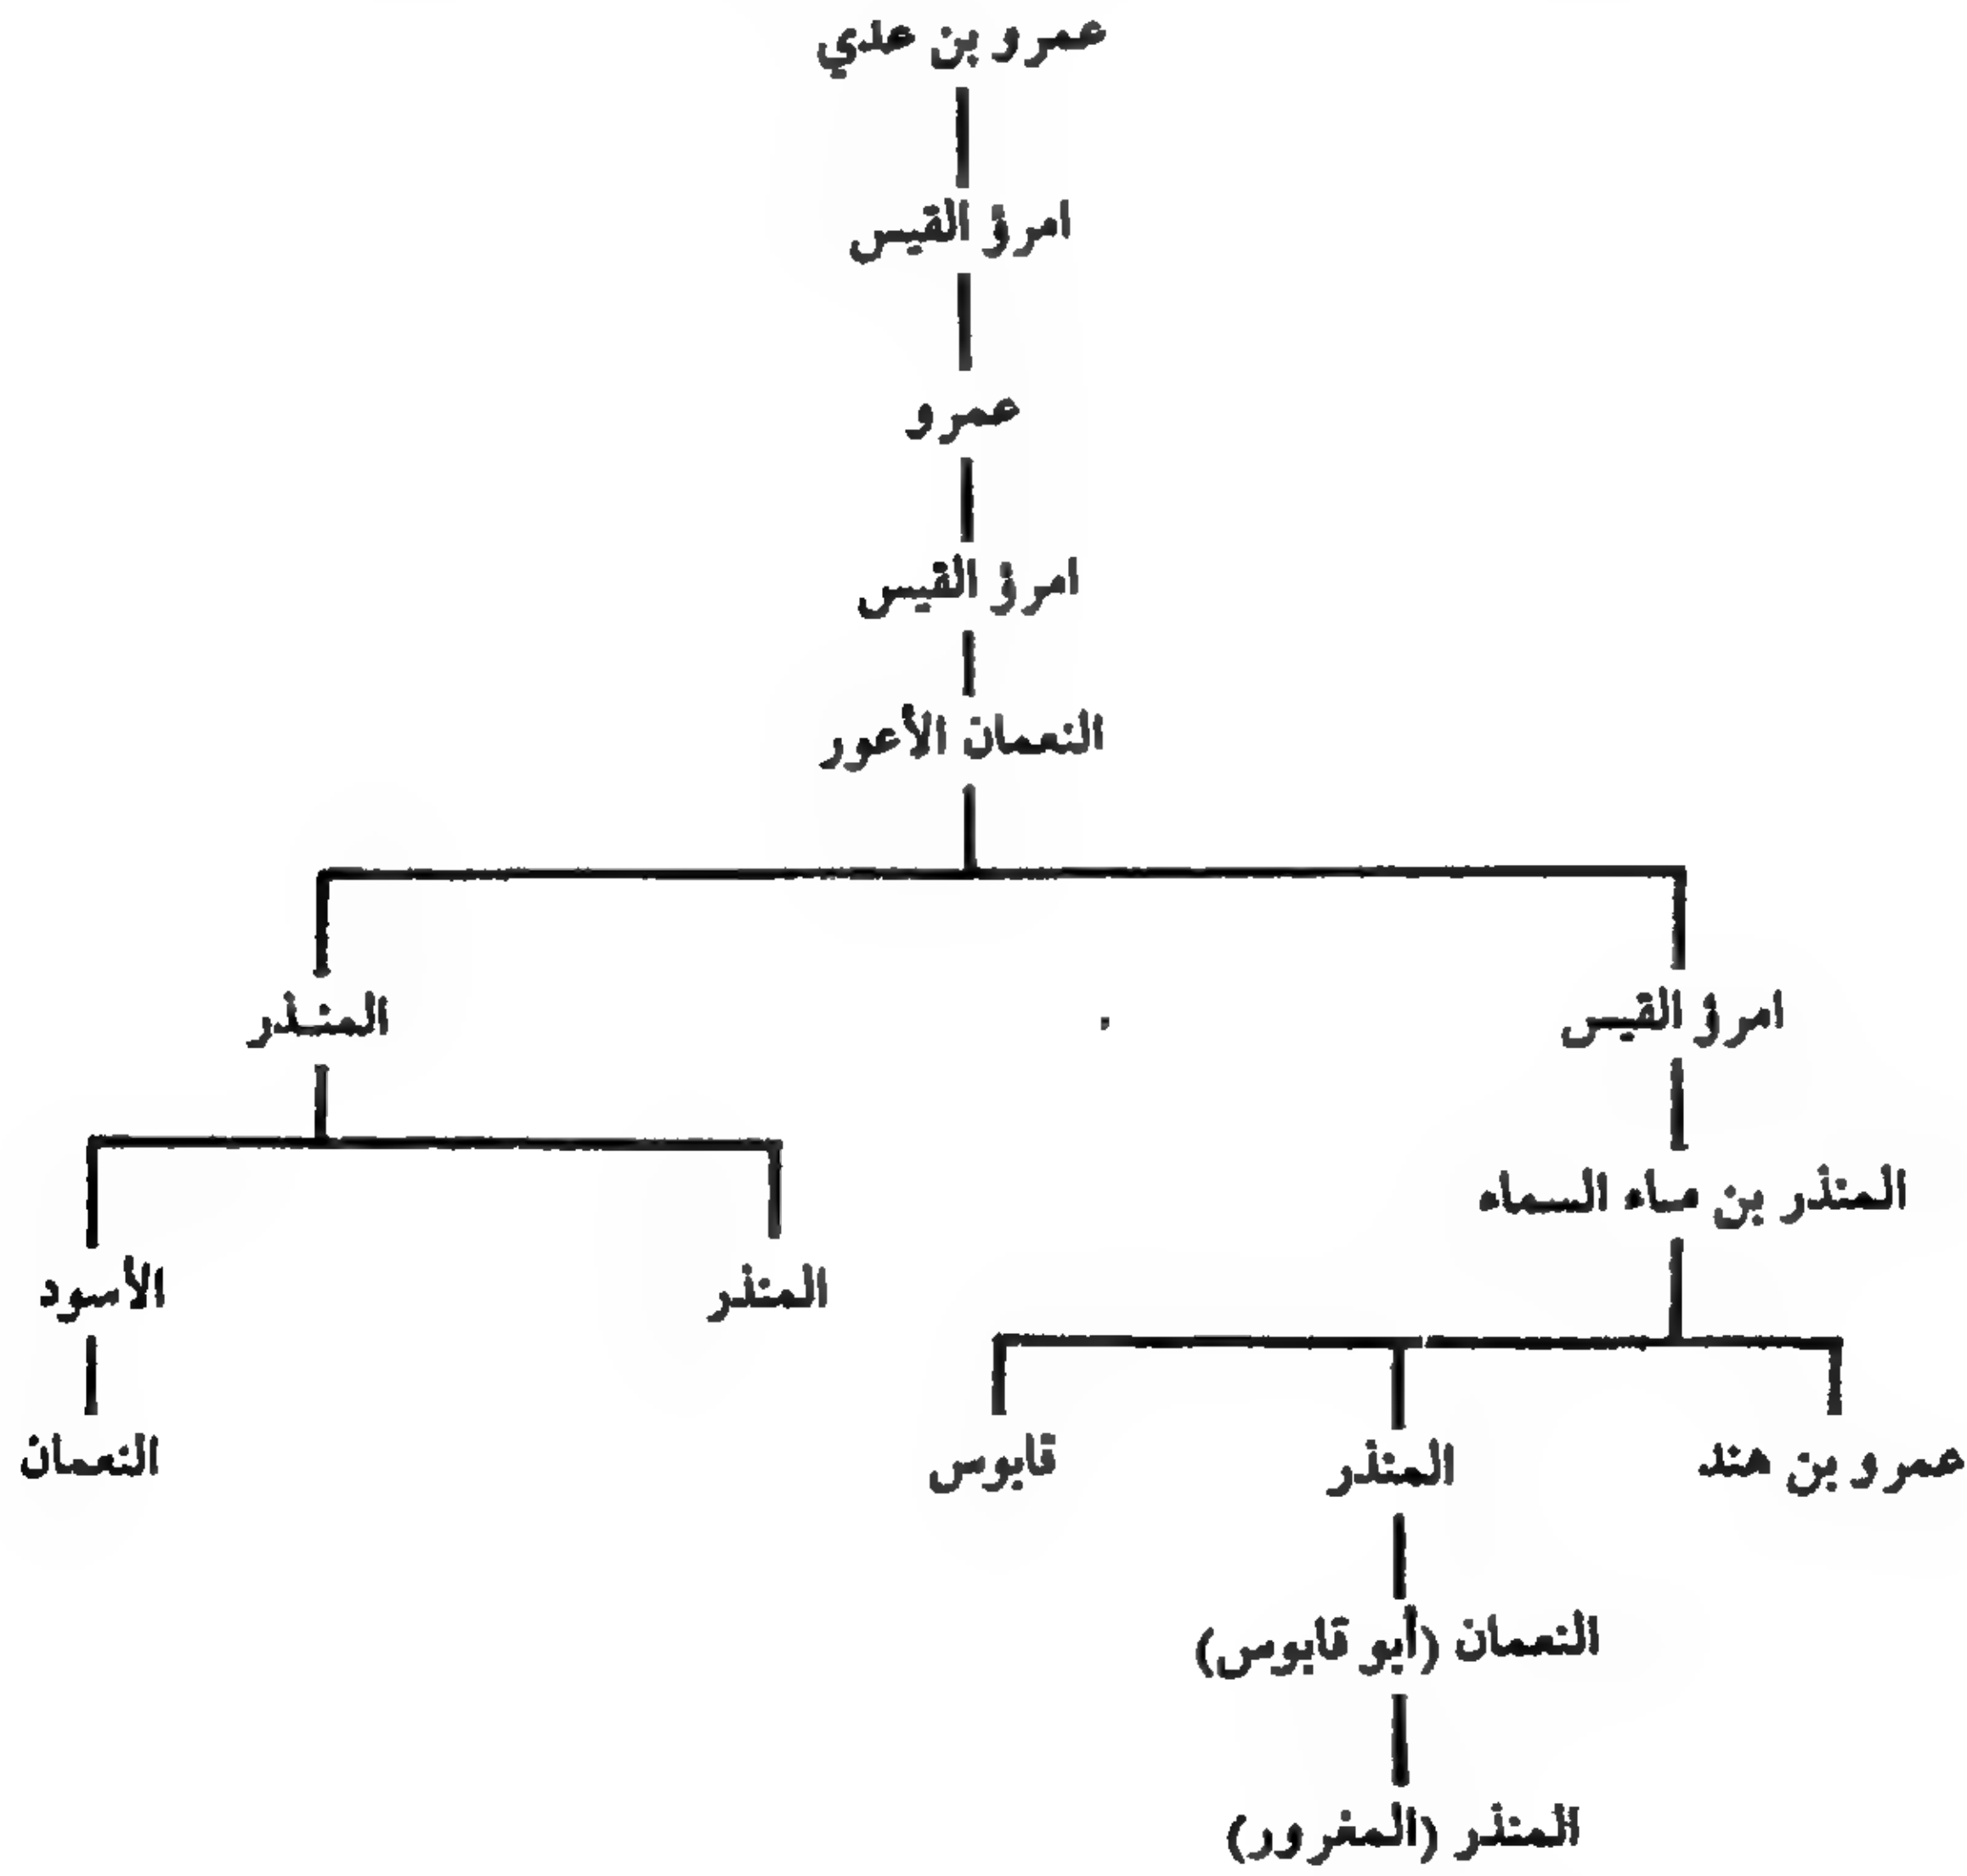 عمرو بن عدي
امرؤ القيس
عمرو
امرؤ القيس
النعمان الأعور
امرؤ القيس
المنذر
المنذر بن ماء السماء
المنذر
الأسود
عمرو بن هند
المنذر
قابوس
النعمان
النعمان (أبو قابوس)
المنذر (المغرور)